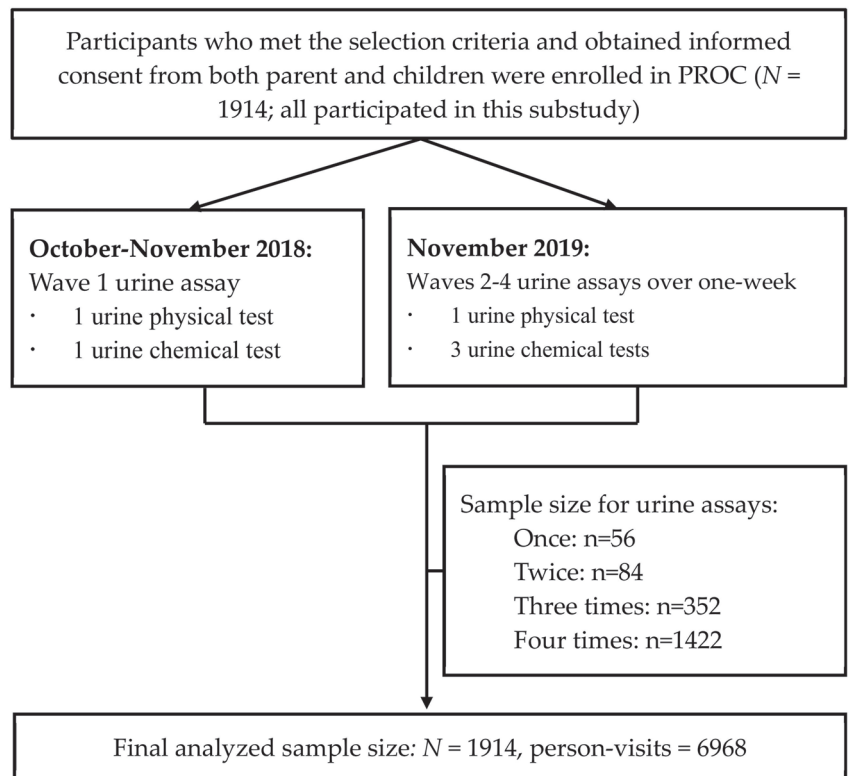 Participants who met the selection criteria and obtained informed
consent from both parent and children were enrolled in PROC (N =
1914; all participated in this substudy)
October-November 2018:
Wave 1 urine assay
· 1 urine physical test
· 1 urine chemical test
November 2019:
Waves 2-4 urine assays over one-week
· 1 urine physical test
· 3 urine chemical tests
Sample size for urine assays:
Once: n=56
Twice: n=84
Three times: n=352
Four times: n=1422
Final analyzed sample size: N = 1914, person-visits = 6968